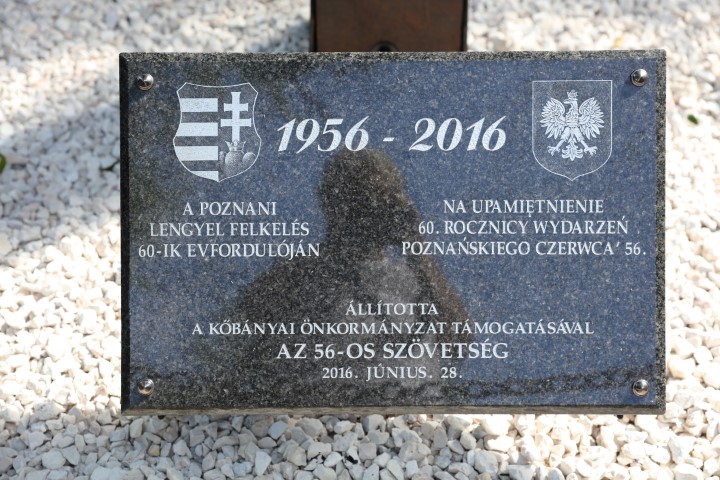 1956 - 2016
A POZNANI
LENGYEL FELKELÉS
60-IK EVFORDULÓJÁN
NA UPAMIĘTNIENIE
60. ROCZNICY WYDARZEŃ
POZNAŃSKIEGO CZERWCA' 56.
ÁLLÍTOTTA
A KŐBÁNYAI ÖNKORMÁNYZAT TÁMOGATÁSÁVAL
AZ 56-OS SZÖVETSÉG
2016. JÚNIUS. 28.